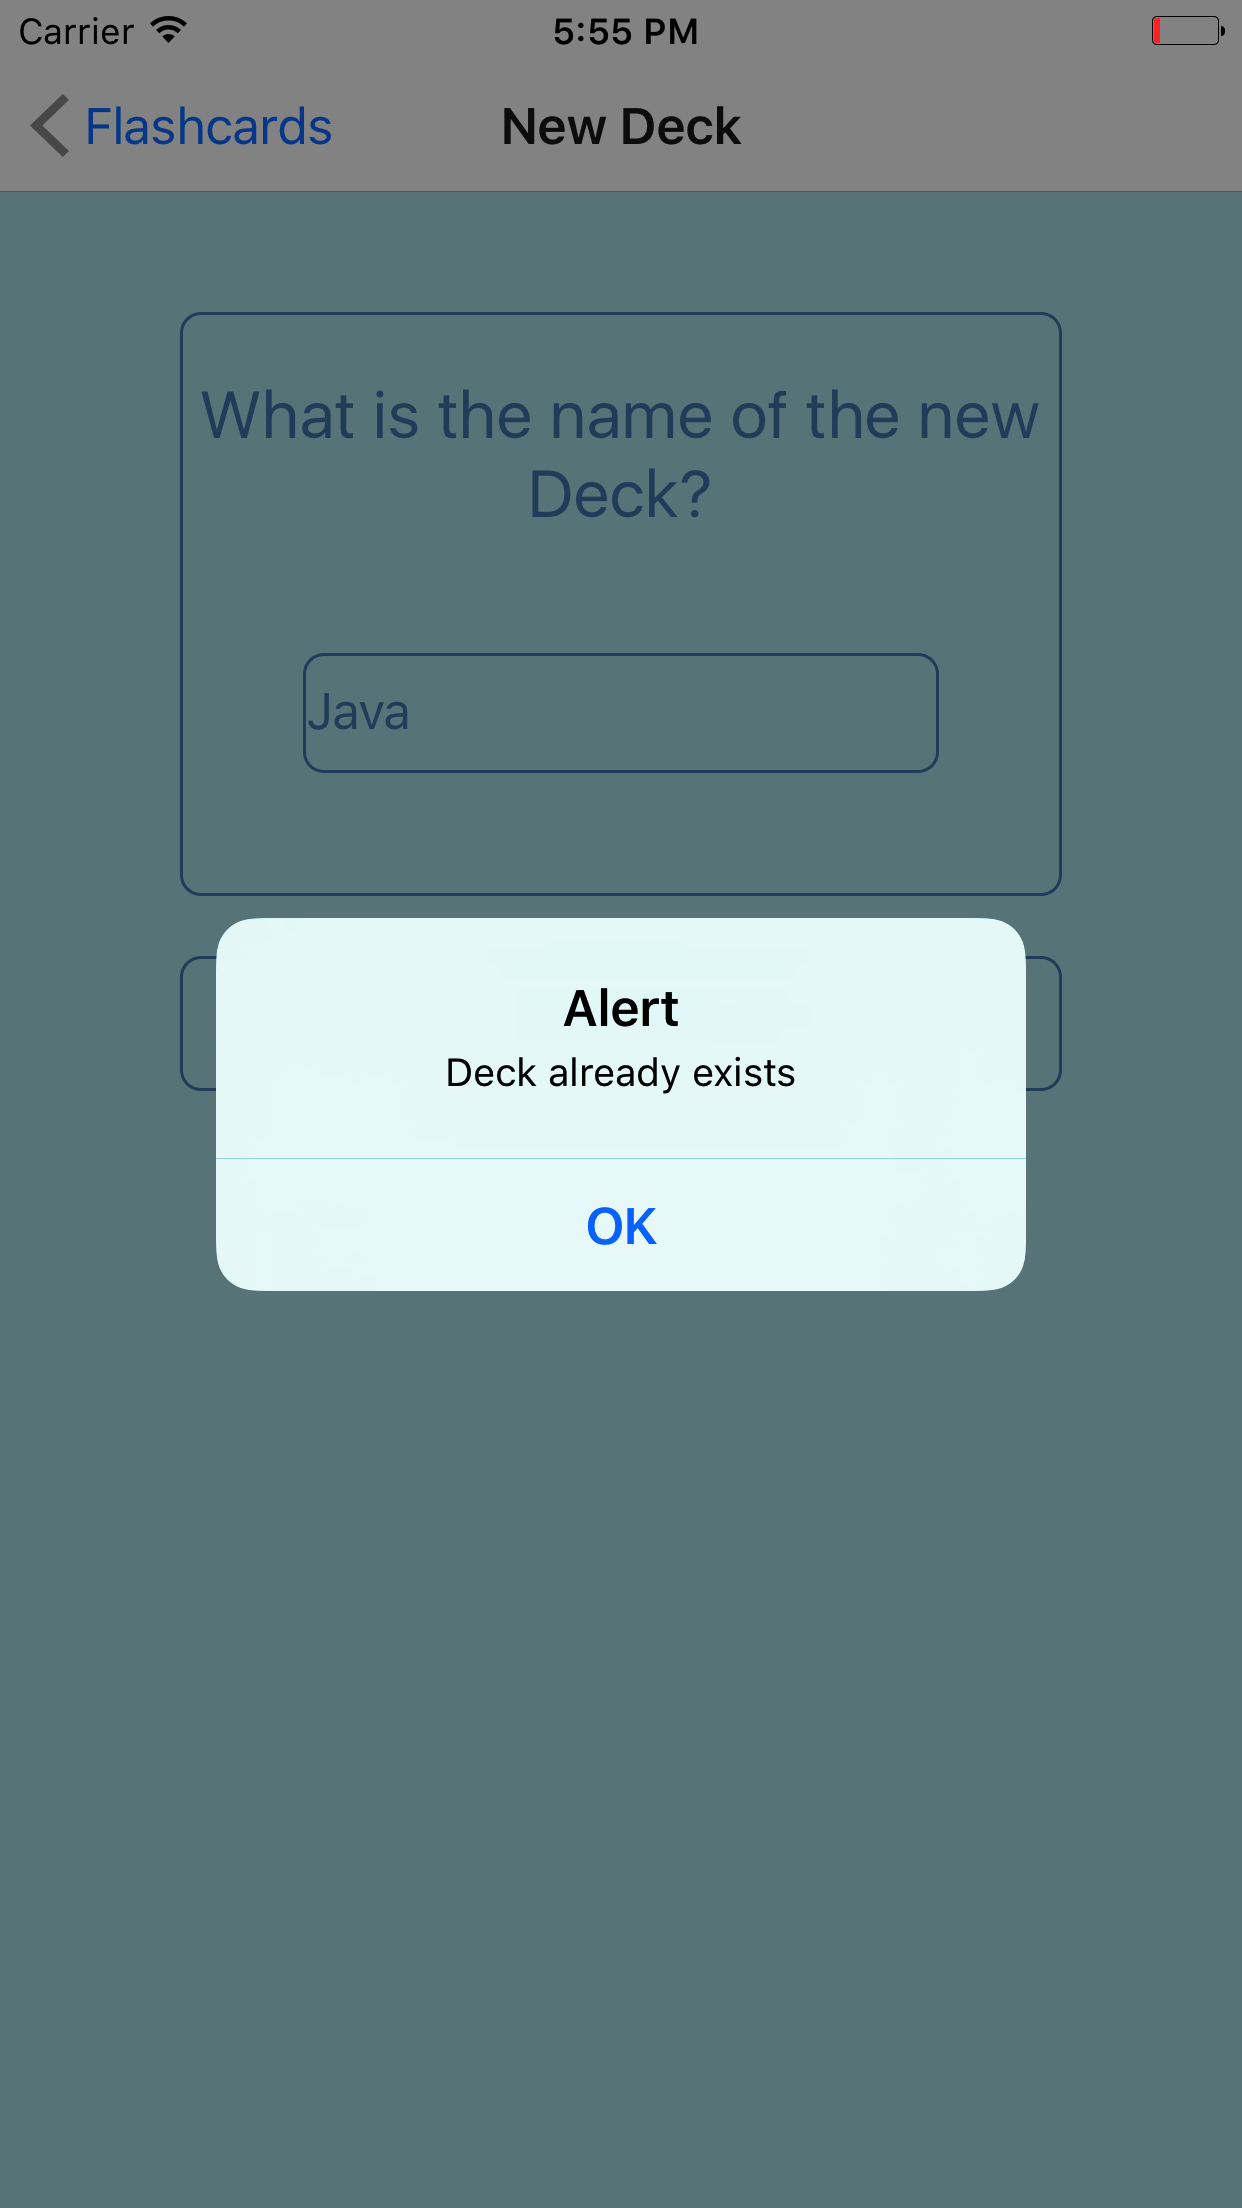 Carrier 5:55 PM
Flashcards New Deck
What is the name of the new
Deck?
Java
Alert
Deck already exists
OK